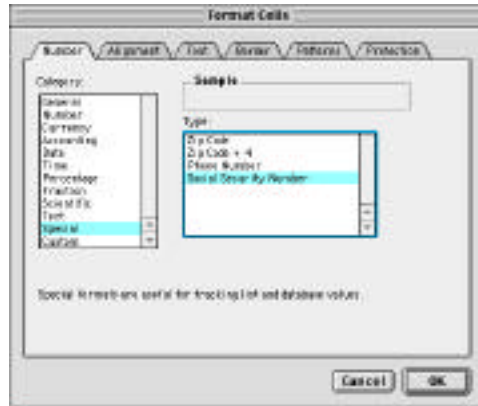 Format Cells
Number Alignment Font Border Patterns Protection
Category:
General
Number
Currency
Accounting
Date
Time
Percentage
Fraction
Scientific
Text
Special
Custom
Sample
Type:
Zip Code
Zip Code + 4
Phone Number
Social Security Number
Special formats are useful for tracking list and database values.
Cancel OK